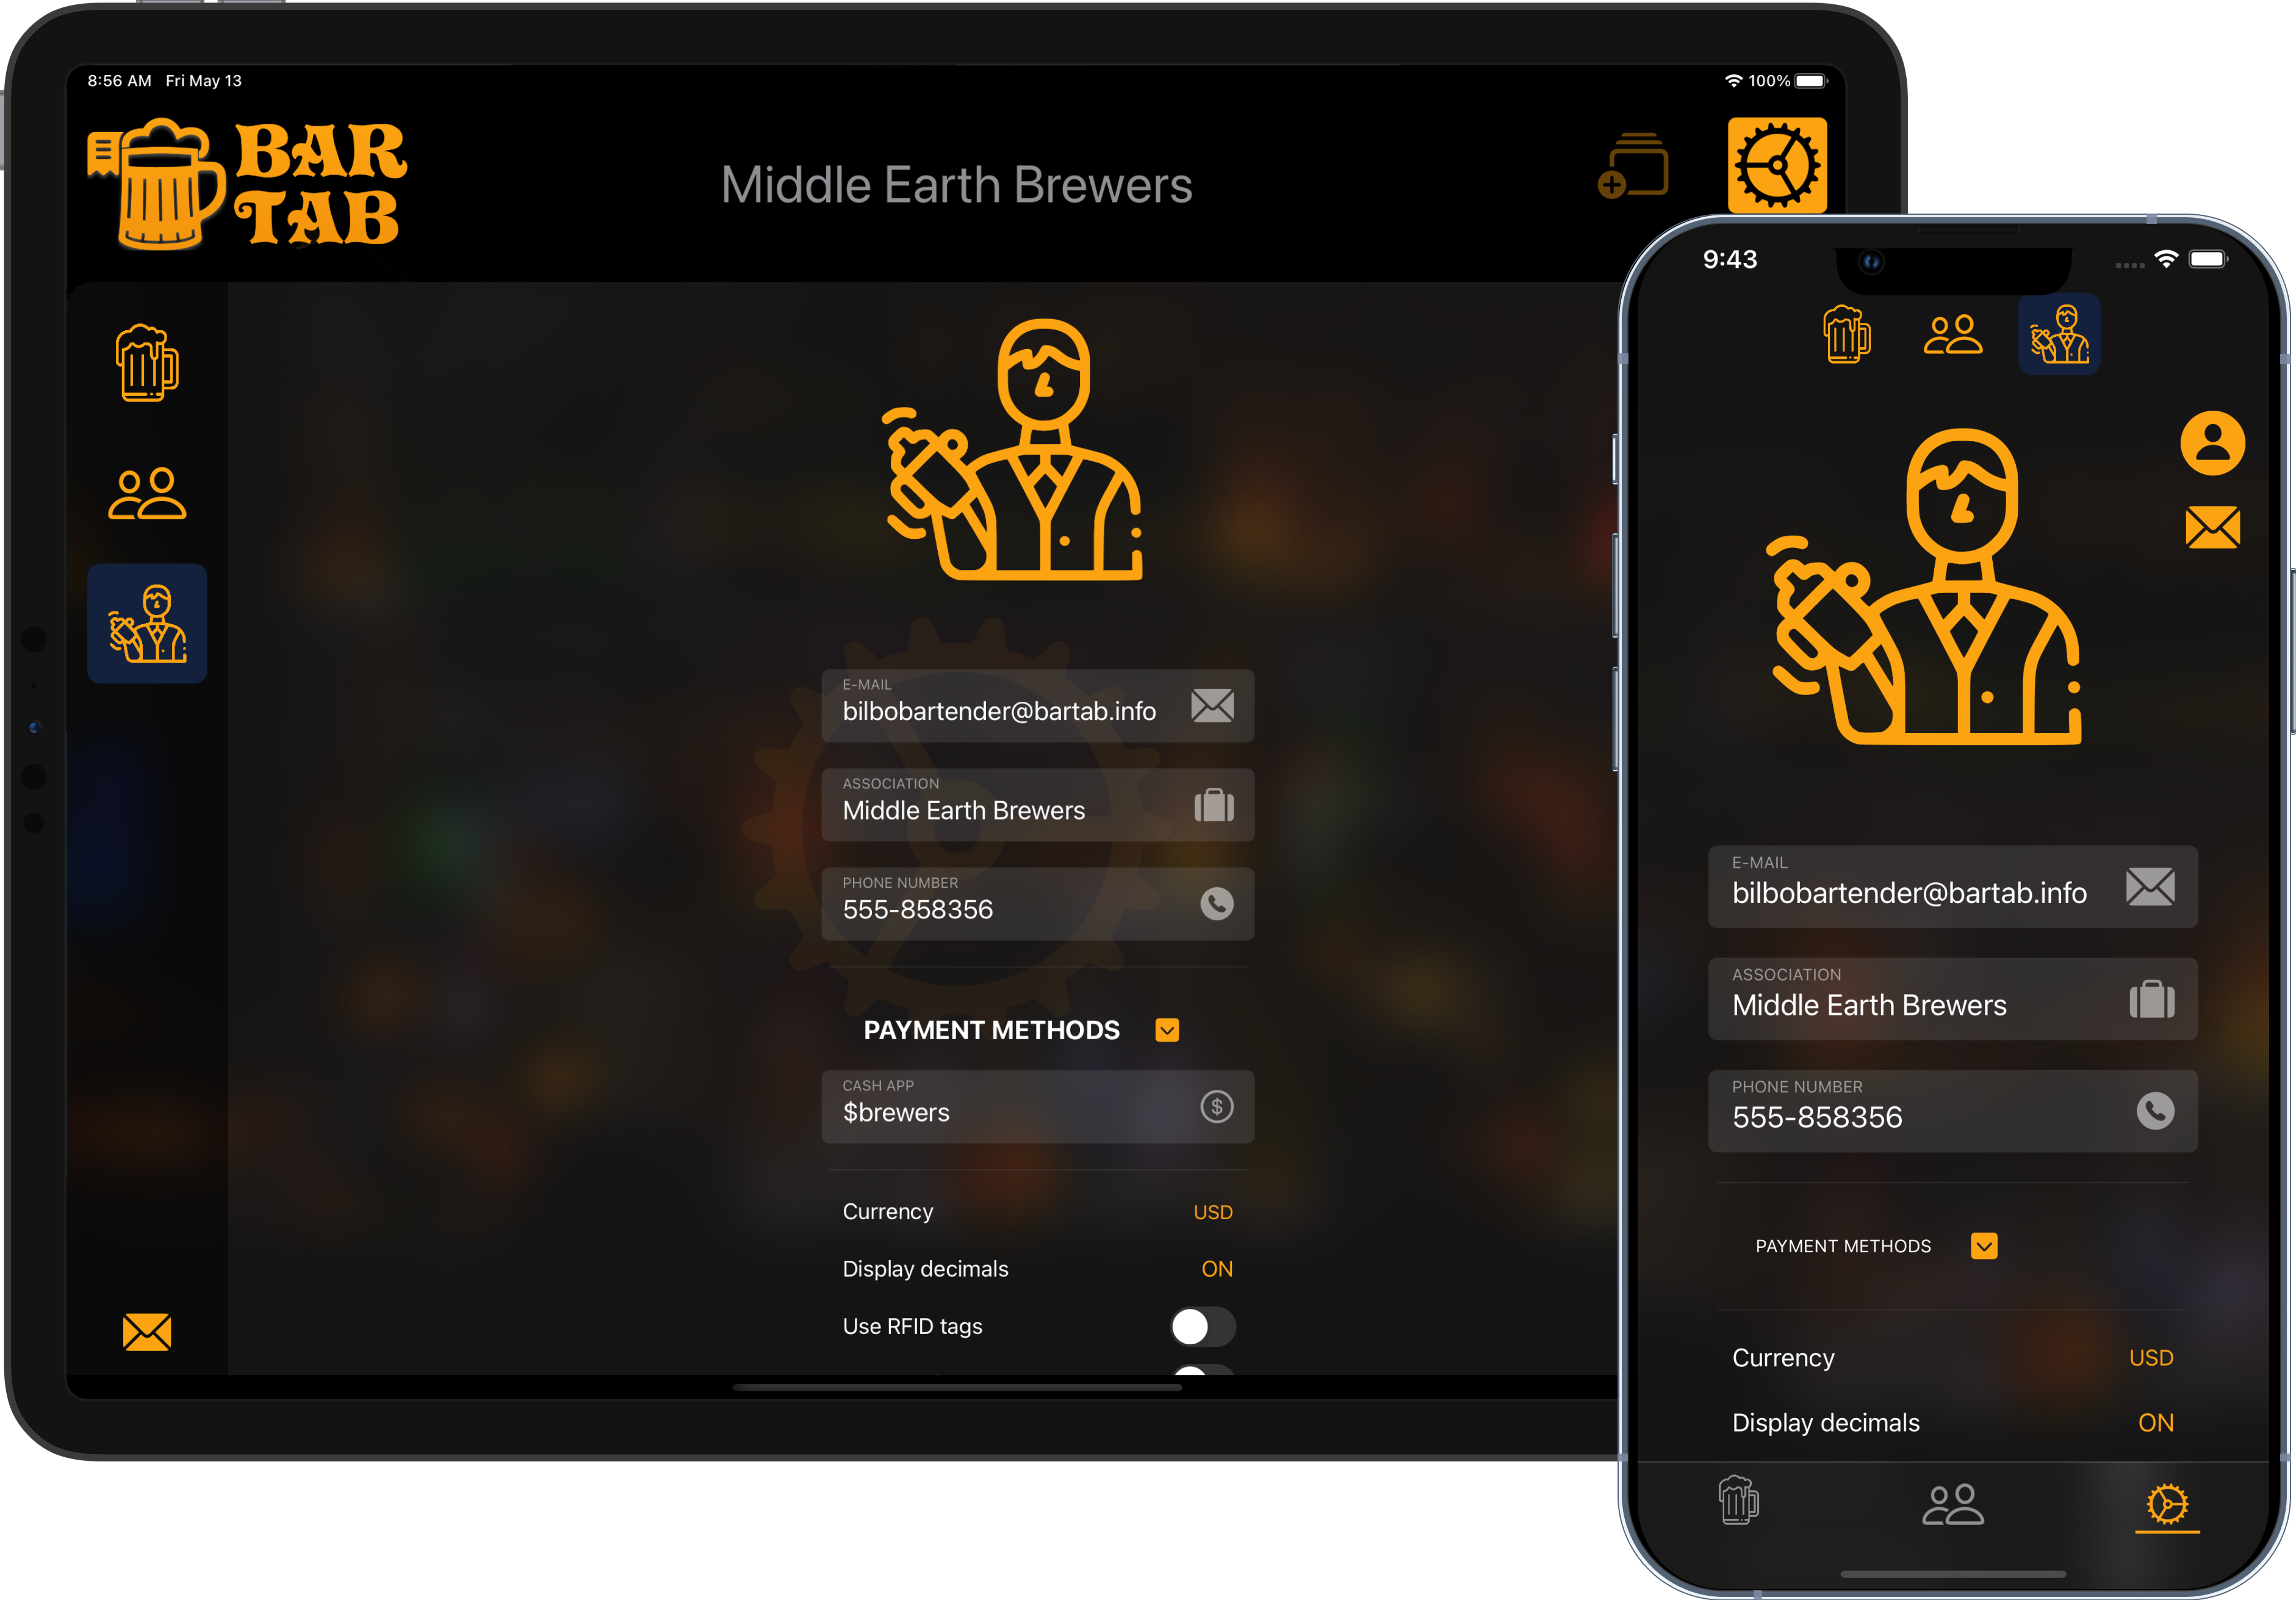 8:56 AM Fri May 13
100%
BAR
TAB
Middle Earth Brewers
E-MAIL
bilbobartender@bartab.info
ASSOCIATION
Middle Earth Brewers
PHONE NUMBER
555-858356
PAYMENT METHODS
CASH APP
$brewers
$
Currency USD
Display decimals ON
Use RFID tags
9:43
E-MAIL
bilbobartender@bartab.info
ASSOCIATION
Middle Earth Brewers
PHONE NUMBER
555-858356
PAYMENT METHODS
Currency USD
Display decimals ON